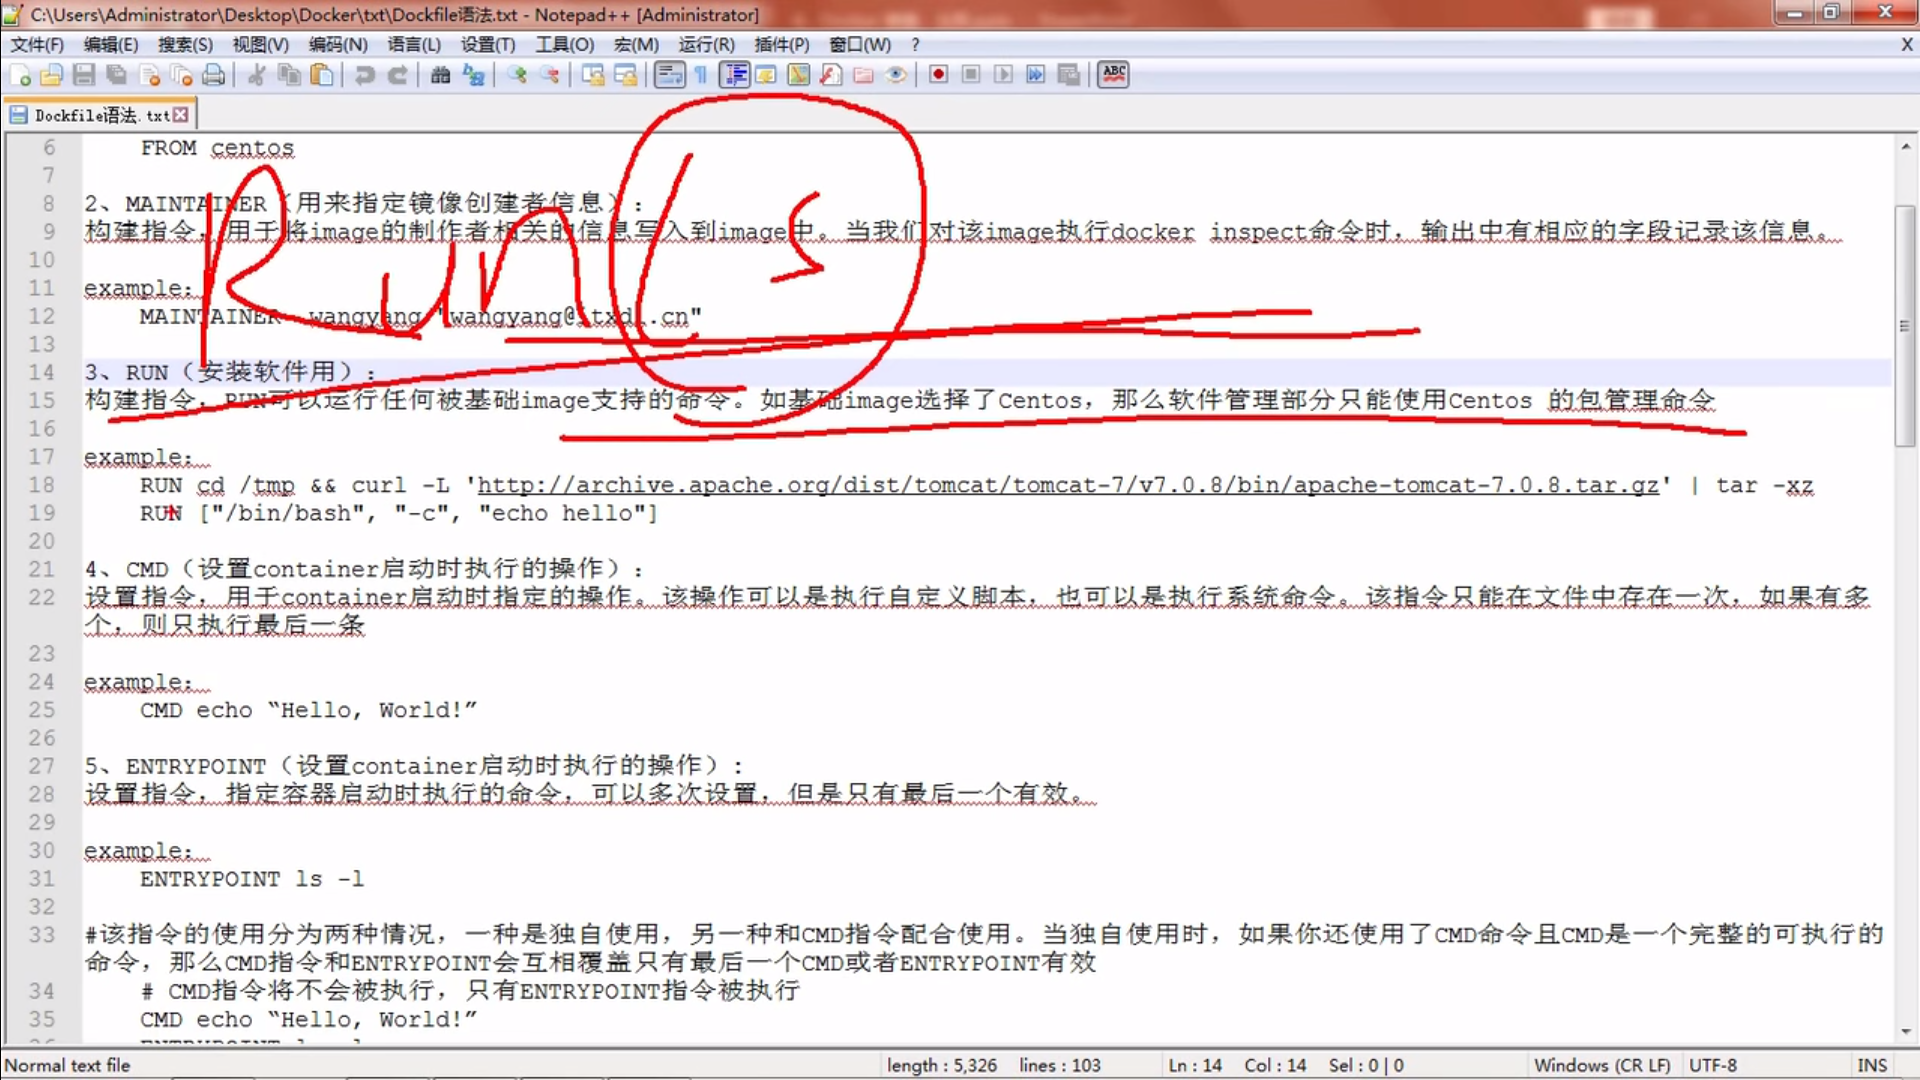 C:\Users\Administrator\Desktop\Docker\txt\Dockfile语法.txt - Notepad++ [Administrator]
文件(F) 编辑(E) 搜索(S) 视图(V) 编码(N) 语言(L) 设置(T) 工具(O) 宏(M) 运行(R) 插件(P) 窗口(W) ? X
ABC
Dockfile语法.txt
6 FROM centos
7
8 2、MAINTAINER（用来指定镜像创建者信息）：
9 构建指令，用于将image的制作者相关的信息写入到image中。当我们对该image执行docker inspect命令时，输出中有相应的字段记录该信息。
10
11 example:
12 MAINTAINER wangyang "wangyang@itxdl.cn"
13
14 3、RUN（安装软件用）：
15 构建指令，RUN可以运行任何被基础image支持的命令。如基础image选择了Centos，那么软件管理部分只能使用Centos 的包管理命令
16
17 example:
18 RUN cd /tmp && curl -L 'http://archive.apache.org/dist/tomcat/tomcat-7/v7.0.8/bin/apache-tomcat-7.0.8.tar.gz' | tar -xz
19 RUN ["/bin/bash", "-c", "echo hello"]
20
21 4、CMD（设置container启动时执行的操作）：
22 设置指令，用于container启动时指定的操作。该操作可以是执行自定义脚本，也可以是执行系统命令。该指令只能在文件中存在一次，如果有多
个，则只执行最后一条
23
24 example:
25 CMD echo “Hello, World!”
26
27 5、ENTRYPOINT（设置container启动时执行的操作）：
28 设置指令，指定容器启动时执行的命令，可以多次设置，但是只有最后一个有效。
29
30 example:
31 ENTRYPOINT ls -l
32
33 #该指令的使用分为两种情况，一种是独自使用，另一种和CMD指令配合使用。当独自使用时，如果你还使用了CMD命令且CMD是一个完整的可执行的
命令，那么CMD指令和ENTRYPOINT会互相覆盖只有最后一个CMD或者ENTRYPOINT有效
34 # CMD指令将不会被执行，只有ENTRYPOINT指令被执行
35 CMD echo “Hello, World!”
Run ls
Normal text file length : 5,326 lines : 103 Ln : 14 Col : 14 Sel : 0 | 0 Windows (CR LF) UTF-8 INS